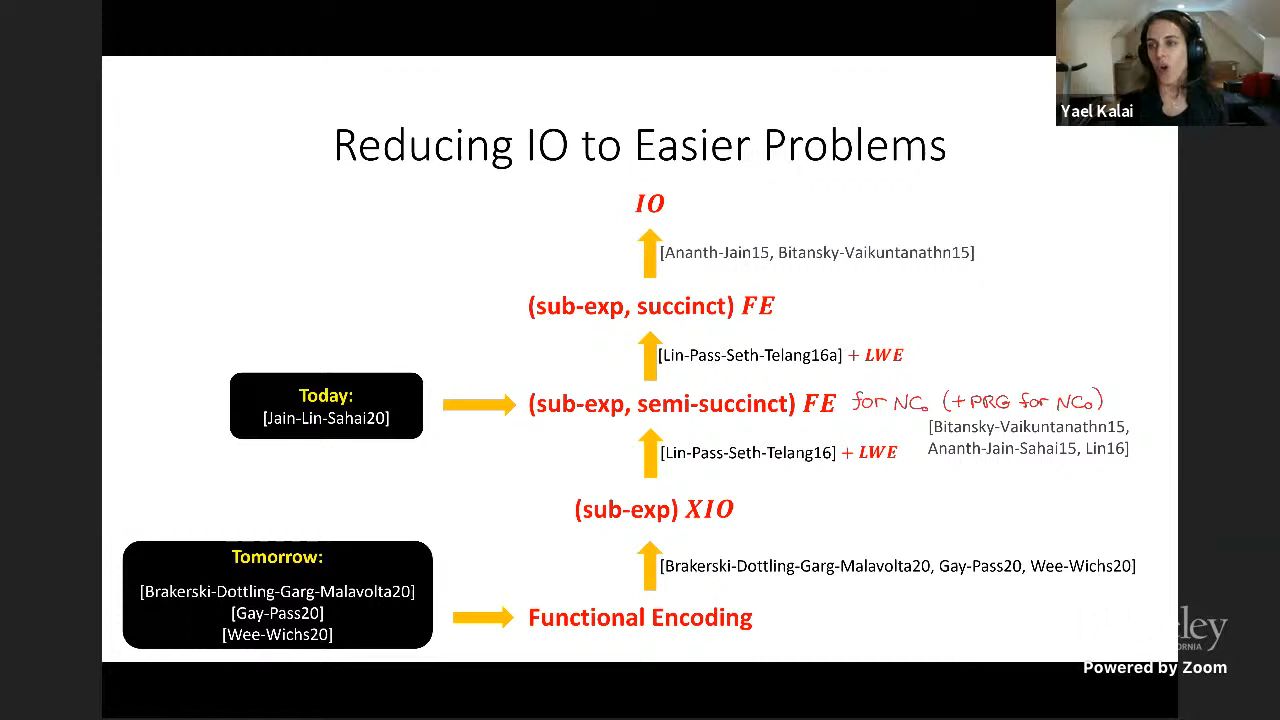 Yael Kalai
Reducing IO to Easier Problems
IO
[Ananth-Jain15, Bitansky-Vaikuntanathn15]
(sub-exp, succinct) FE
[Lin-Pass-Seth-Telang16a] + LWE
Today:
[Jain-Lin-Sahai20]
(sub-exp, semi-succinct) FE for NC₀ (+PRG for NC₀)
[Bitansky-Vaikuntanathn15,
Ananth-Jain-Sahai15, Lin16]
[Lin-Pass-Seth-Telang16] + LWE
(sub-exp) XIO
Tomorrow:
[Brakerski-Dottling-Garg-Malavolta20]
[Gay-Pass20]
[Wee-Wichs20]
[Brakerski-Dottling-Garg-Malavolta20, Gay-Pass20, Wee-Wichs20]
Functional Encoding
Powered by Zoom